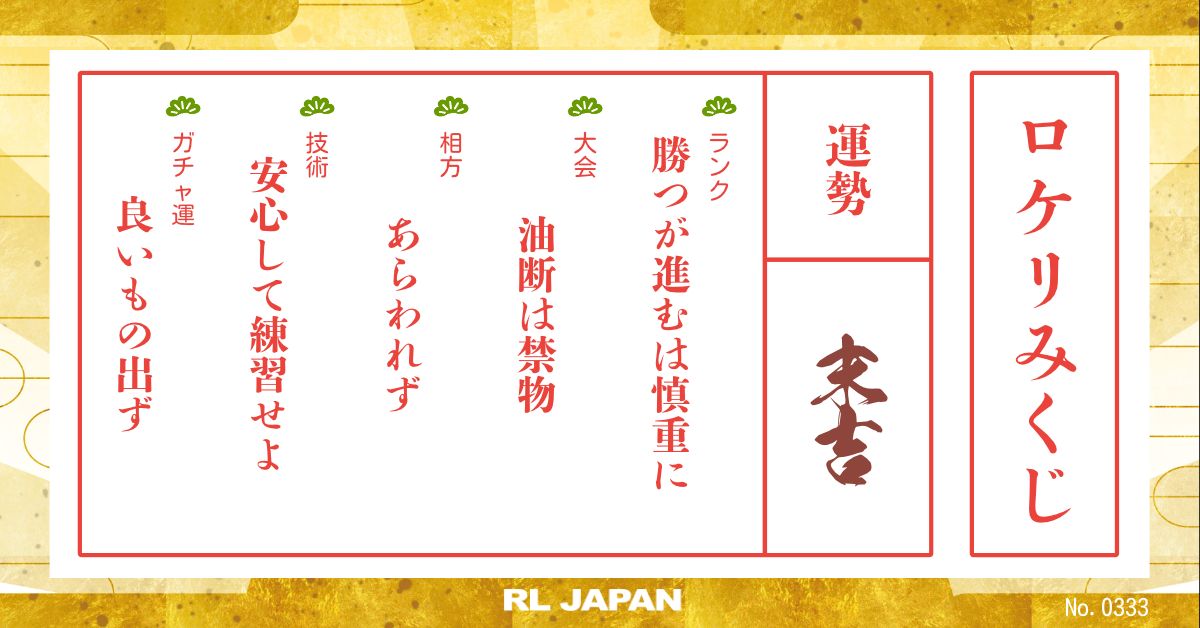 ロケリみくじ
運勢
末吉
ランク
勝つが進むは慎重に
大会
油断は禁物
相方
あらわれず
技術
安心して練習せよ
ガチャ運
良いもの出ず
RL JAPAN
No. 0333